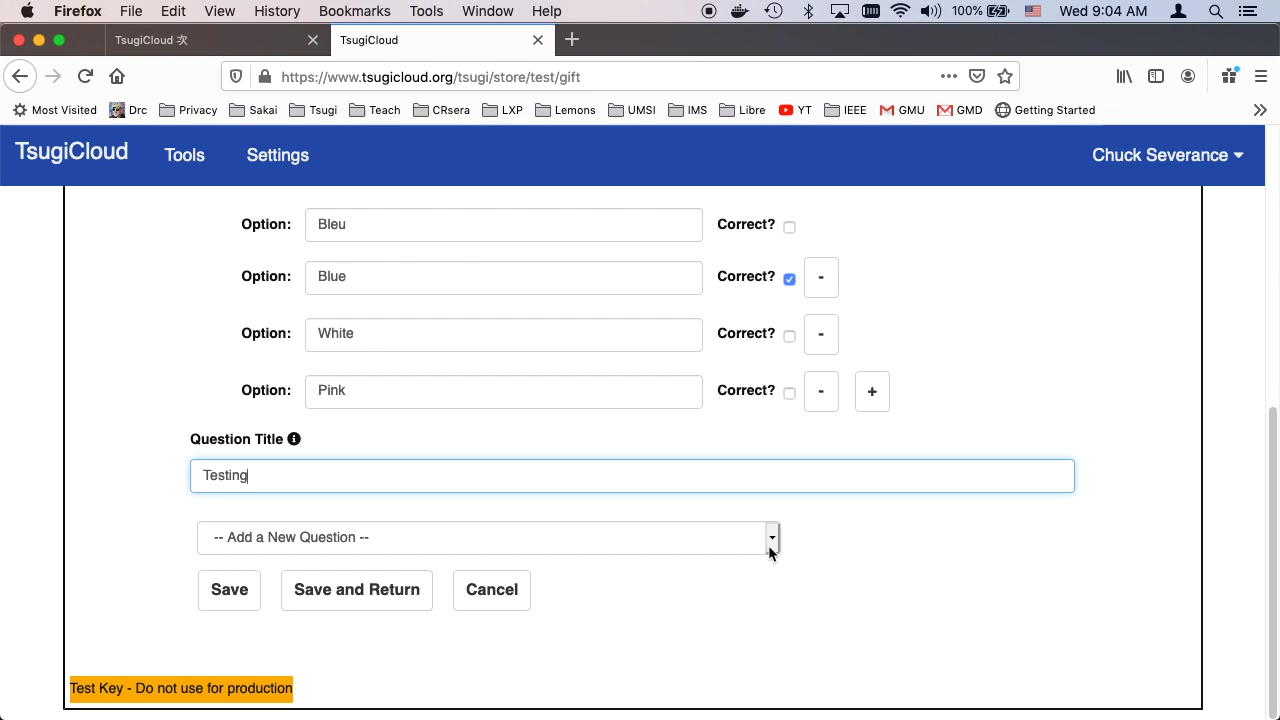 Firefox File Edit View History Bookmarks Tools Window Help 100% Wed 9:04 AM
TsugiCloud 次 TsugiCloud
https://www.tsugicloud.org/tsugi/store/test/gift
Most Visited Drc Privacy Sakai Tsugi Teach CRsera LXP Lemons UMSI IMS Libre YT IEEE GMU GMD Getting Started
TsugiCloud Tools Settings Chuck Severance
Option: Bleu Correct?
Option: Blue Correct? -
Option: White Correct? -
Option: Pink Correct? - +
Question Title
Testing
-- Add a New Question --
Save Save and Return Cancel
Test Key - Do not use for production